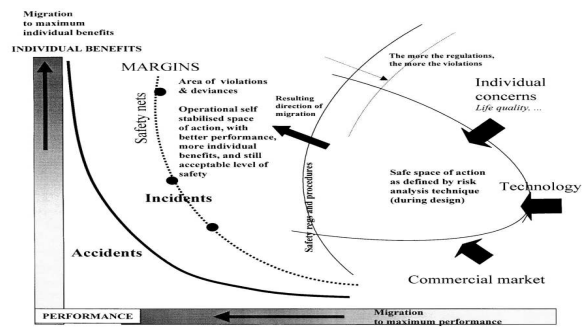 Migration
to maximum
individual benefits
INDIVIDUAL BENEFITS
MARGINS
Safety nets
Area of violations
& deviances
Operational self
stabilised space
of action, with
better performance,
more individual
benefits, and still
acceptable level of
safety
Incidents
Accidents
Resulting
direction of
migration
Safety regs and procedures
The more the regulations,
the more the violations
Individual
concerns
Life quality. ...
Safe space of action
as defined by risk
analysis technique
(during design)
Technology
Commercial market
PERFORMANCE
Migration
to maximum performance